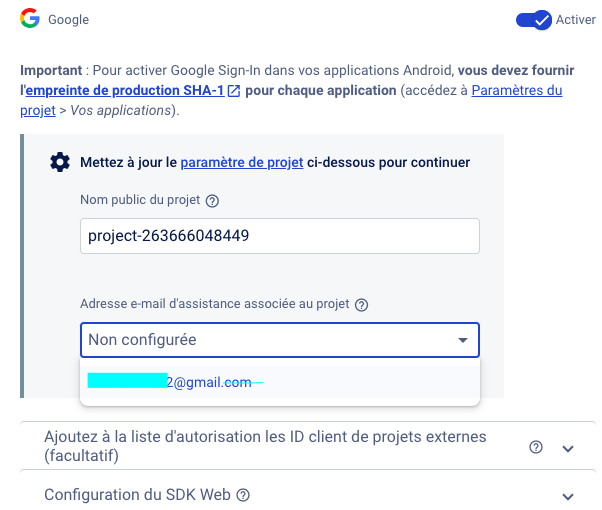 Google
Activer
Important : Pour activer Google Sign-In dans vos applications Android, vous devez fournir
l'empreinte de production SHA-1 pour chaque application (accédez à Paramètres du
projet > Vos applications).
Mettez à jour le paramètre de projet ci-dessous pour continuer
Nom public du projet
project-263666048449
Adresse e-mail d'assistance associée au projet
Non configurée
2@gmail.com
Ajoutez à la liste d'autorisation les ID client de projets externes
(facultatif)
Configuration du SDK Web